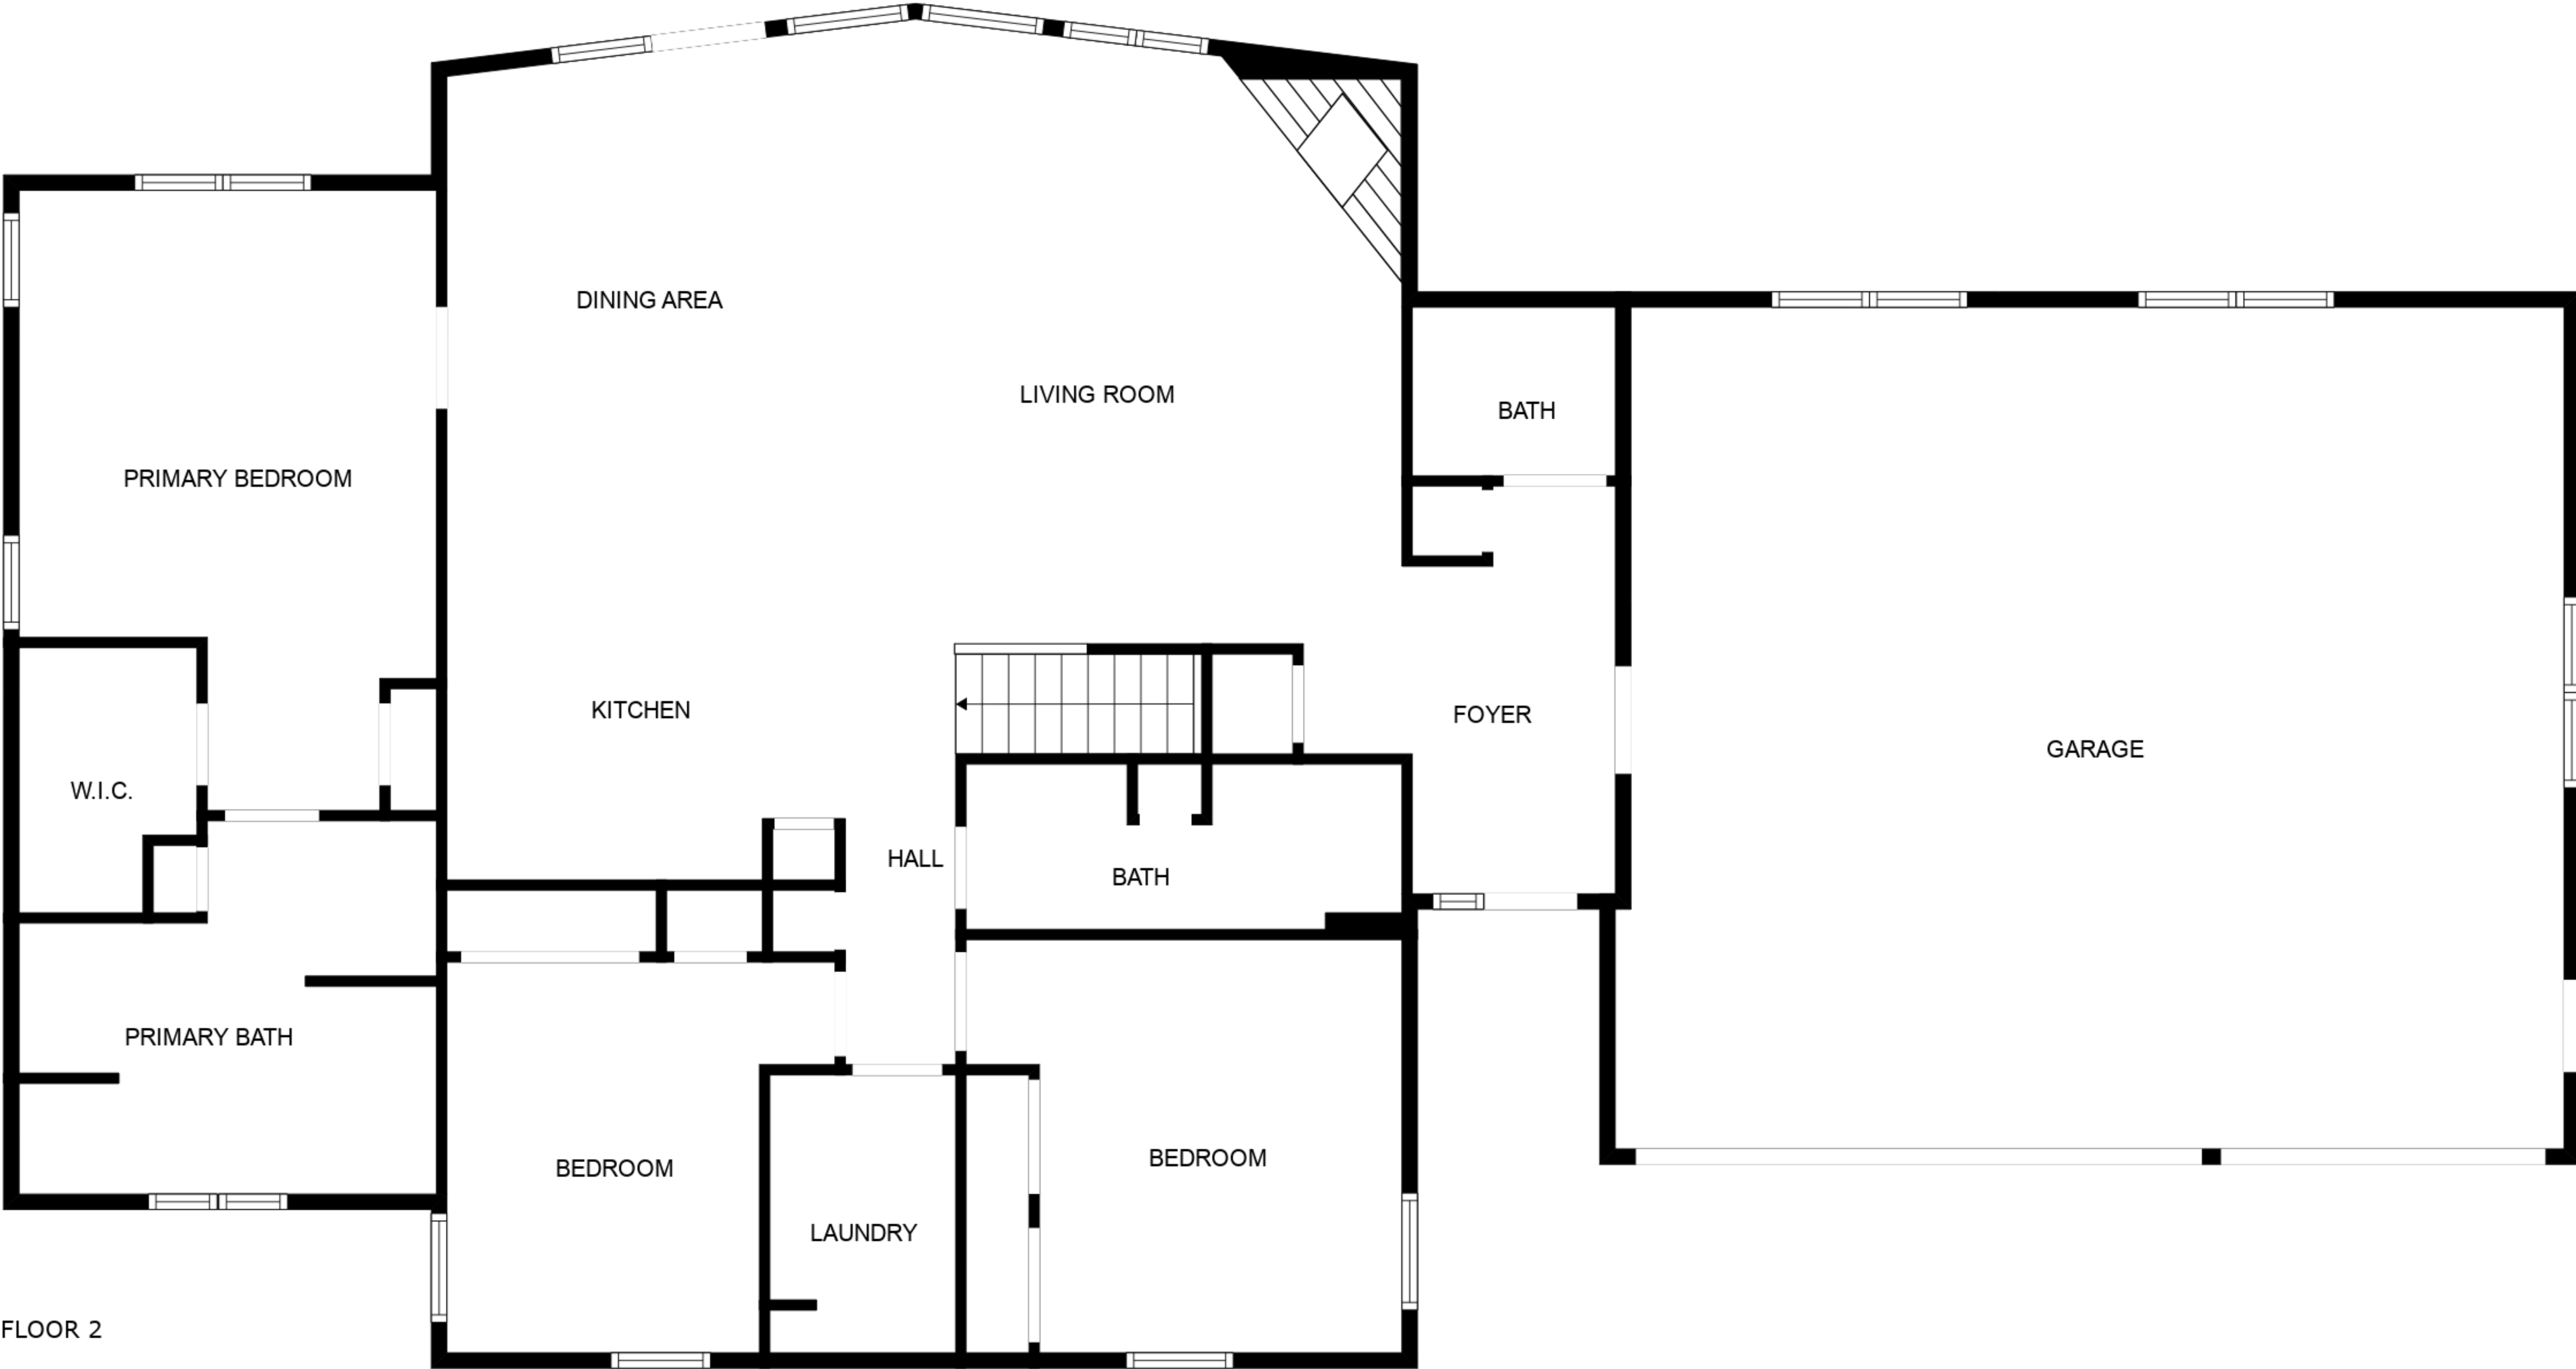 DINING AREA
LIVING ROOM
BATH
PRIMARY BEDROOM
KITCHEN
FOYER
GARAGE
W.I.C.
HALL
BATH
PRIMARY BATH
BEDROOM
BEDROOM
LAUNDRY
FLOOR 2